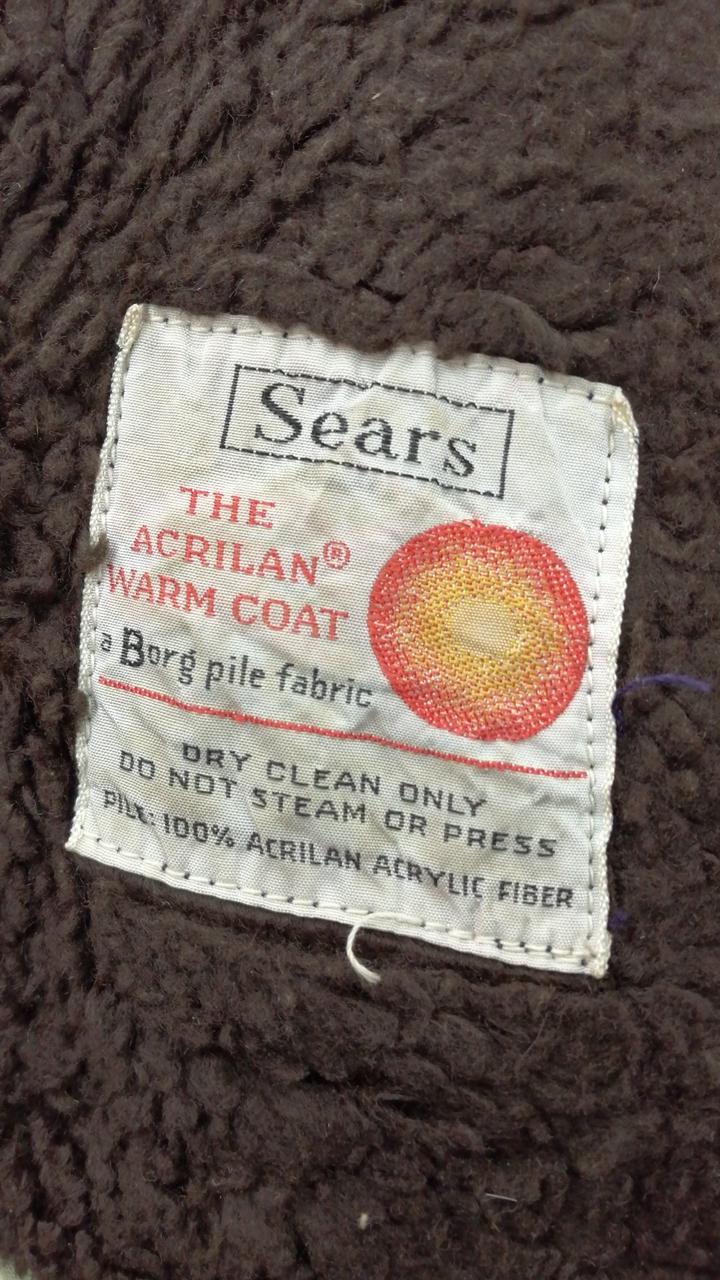 Sears
THE
ACRILAN®
WARM COAT
a Borg pile fabric
DRY CLEAN ONLY
DO NOT STEAM OR PRESS
PILE: 100% ACRILAN ACRYLIC FIBER